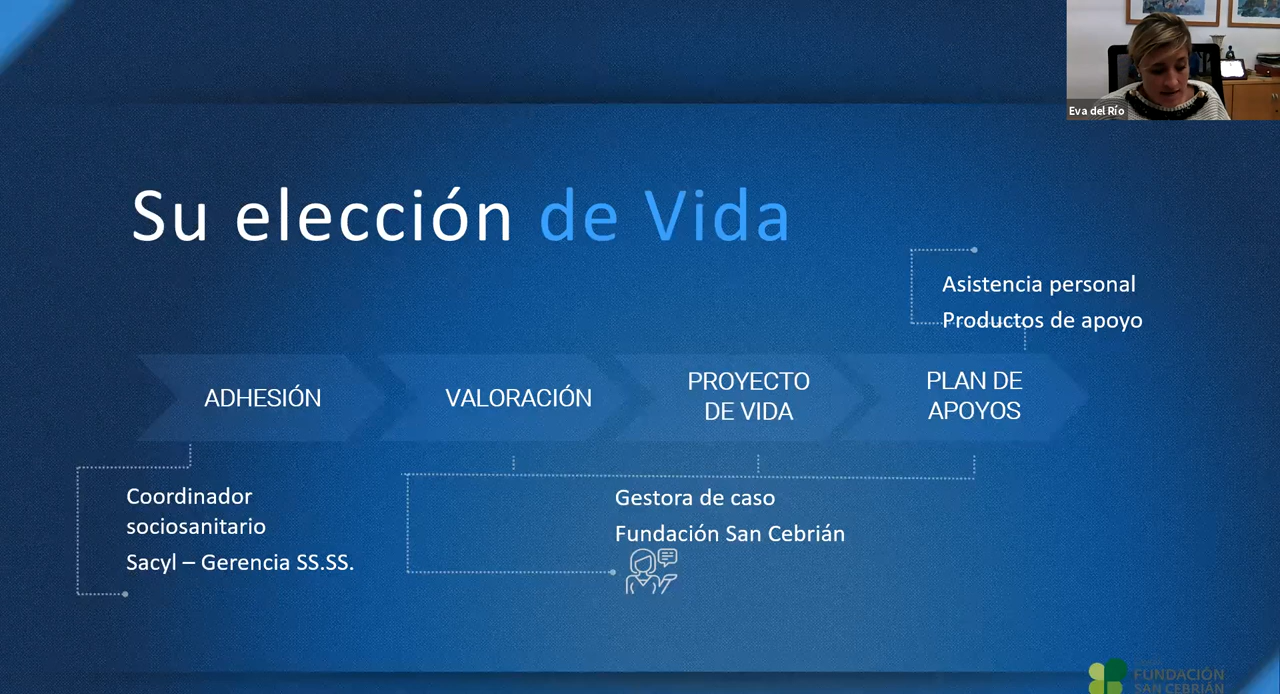 Eva del Río
Su elección de Vida
Asistencia personal
Productos de apoyo
ADHESIÓN
VALORACIÓN
PROYECTO
DE VIDA
PLAN DE
APOYOS
Coordinador
sociosanitario
Sacyl – Gerencia SS.SS.
Gestora de caso
Fundación San Cebrián
FUNDACIÓN
SAN CEBRIÁN